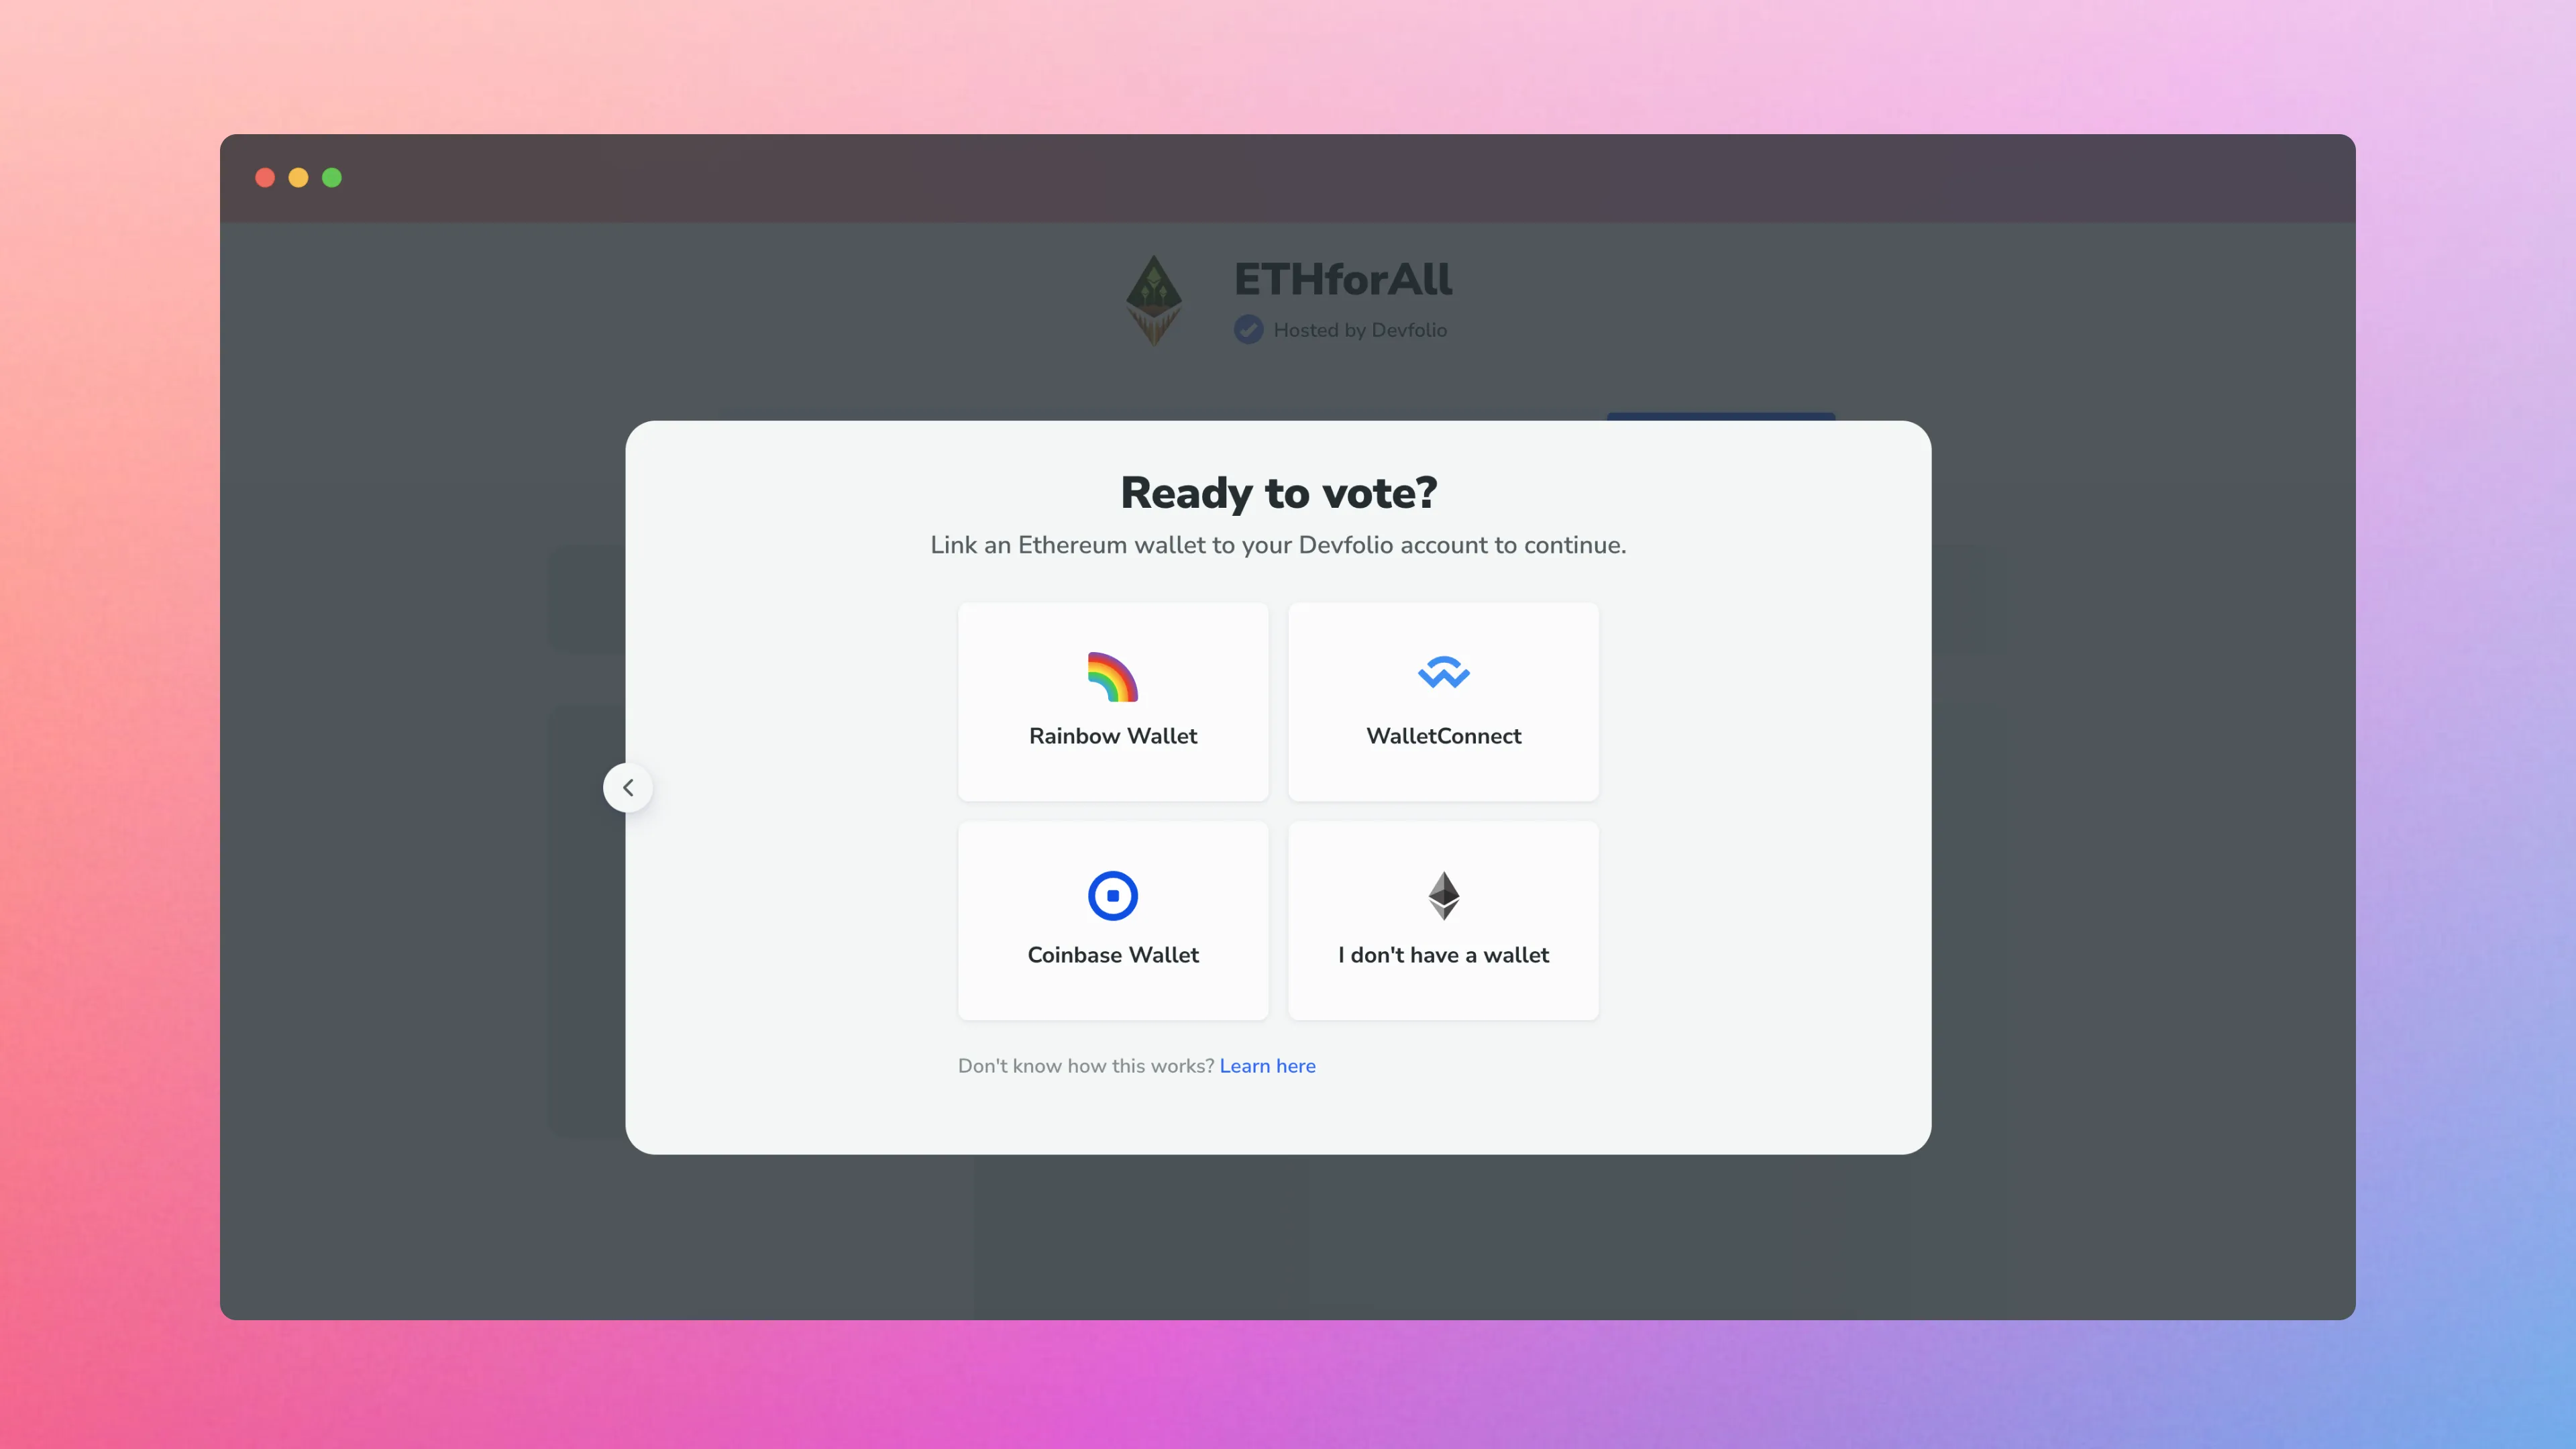 ETHforAll
Hosted by Devfolio
Ready to vote?
Link an Ethereum wallet to your Devfolio account to continue.
Rainbow Wallet
WalletConnect
Coinbase Wallet
I don't have a wallet
Don't know how this works? Learn here